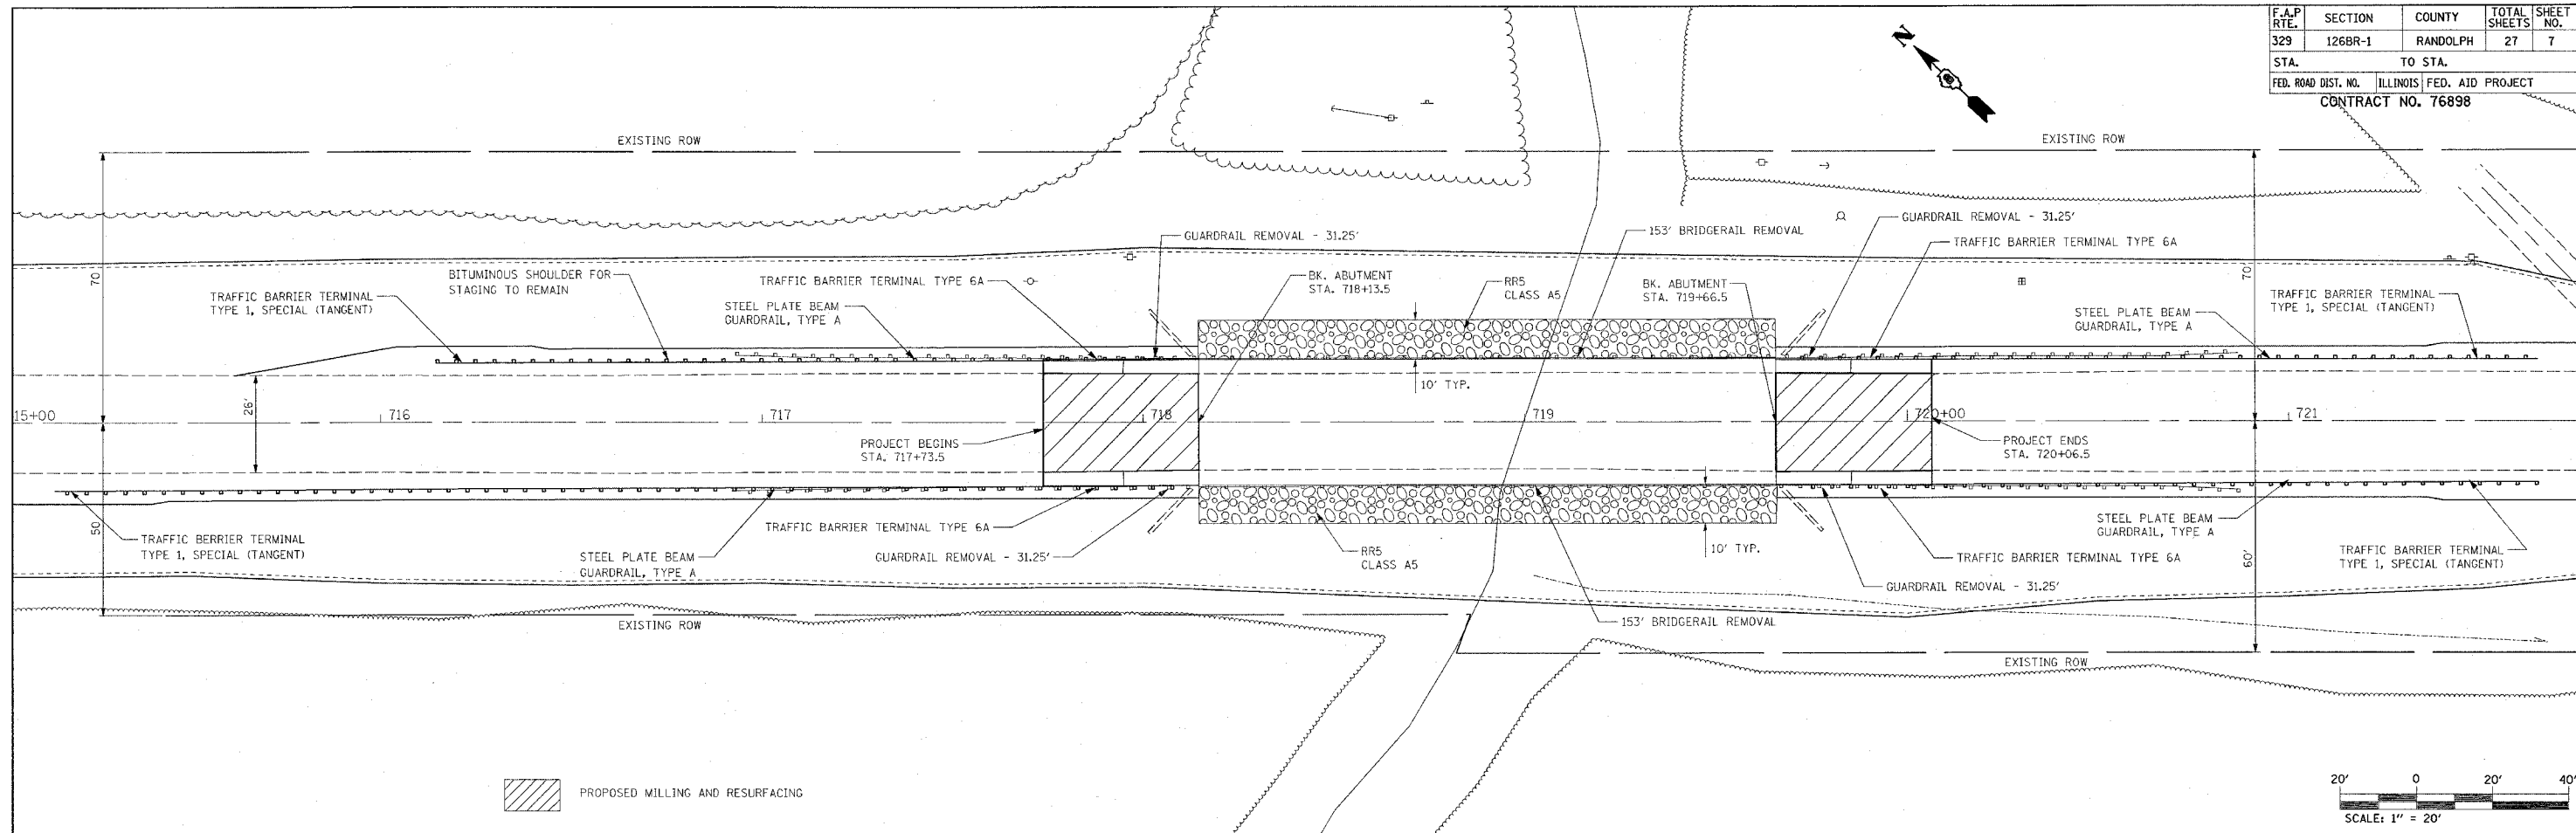 F.A.P RTE. SECTION COUNTY TOTAL SHEETS SHEET NO.
329 126BR-1 RANDOLPH 27 7
STA. TO STA.
FED. ROAD DIST. NO. ILLINOIS FED. AID PROJECT
CONTRACT NO. 76898
N
EXISTING ROW
EXISTING ROW
GUARDRAIL REMOVAL - 31.25'
153' BRIDGERAIL REMOVAL
GUARDRAIL REMOVAL - 31.25'
TRAFFIC BARRIER TERMINAL TYPE 6A
70
BITUMINOUS SHOULDER FOR
STAGING TO REMAIN
TRAFFIC BARRIER TERMINAL TYPE 6A
BK. ABUTMENT
STA. 718+13.5
RR5
CLASS A5
BK. ABUTMENT
STA. 719+66.5
70
TRAFFIC BARRIER TERMINAL
TYPE 1, SPECIAL (TANGENT)
STEEL PLATE BEAM
GUARDRAIL, TYPE A
STEEL PLATE BEAM
GUARDRAIL, TYPE A
TRAFFIC BARRIER TERMINAL
TYPE 1, SPECIAL (TANGENT)
10' TYP.
26'
15+00
716
717
718
719
720+00
721
PROJECT BEGINS
STA. 717+73.5
PROJECT ENDS
STA. 720+06.5
50
TRAFFIC BERRIER TERMINAL
TYPE 1, SPECIAL (TANGENT)
TRAFFIC BARRIER TERMINAL TYPE 6A
STEEL PLATE BEAM
GUARDRAIL, TYPE A
GUARDRAIL REMOVAL - 31.25'
RR5
CLASS A5
10' TYP.
STEEL PLATE BEAM
GUARDRAIL, TYPE A
TRAFFIC BARRIER TERMINAL TYPE 6A
60'
TRAFFIC BARRIER TERMINAL
TYPE 1, SPECIAL (TANGENT)
GUARDRAIL REMOVAL - 31.25'
EXISTING ROW
153' BRIDGERAIL REMOVAL
EXISTING ROW
PROPOSED MILLING AND RESURFACING
20' 0 20' 40'
SCALE: 1" = 20'